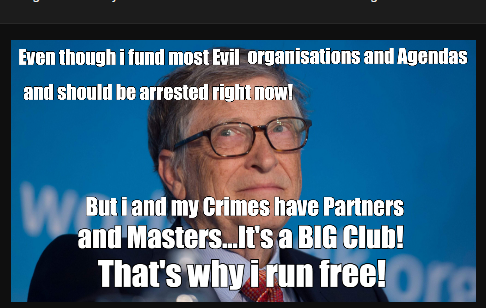 Even though i fund most Evil organisations and Agendas
and should be arrested right now!
But i and my Crimes have Partners
and Masters...It's a BIG Club!
That's why i run free!